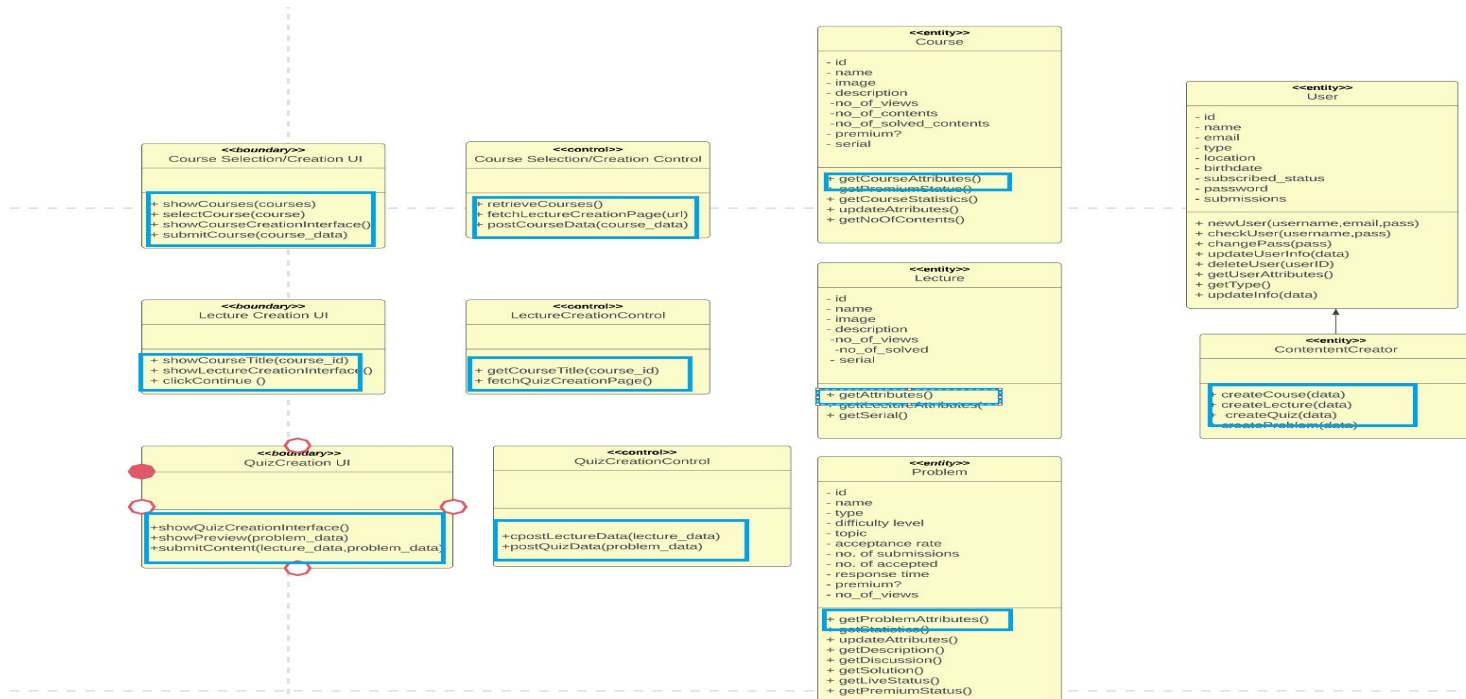 <<boundary>>
Course Selection/Creation UI
+ showCourses(courses)
+ selectCourse(course)
+ showCourseCreationInterface()
+ submitCourse(course_data)
<<control>>
Course Selection/Creation Control
+ retrieveCourses()
+ fetchLectureCreationPage(url)
+ postCourseData(course_data)
<<entity>>
Course
- id
- name
- image
- description
-no_of_views
-no_of_contents
-no_of_solved_contents
- premium?
- serial
+ getCourseAttributes()
+ getPremiumStatus()
+ getCourseStatistics()
+ updateAtrributes()
+ getNoOfContents()
<<entity>>
User
- id
- name
- email
- type
- location
- birthdate
- subscribed_status
- password
- submissions
+ newUser(username,email,pass)
+ checkUser(username,pass)
+ changePass(pass)
+ updateUserInfo(data)
+ deleteUser(userID)
+ getUserAttributes()
+ getType()
+ updateInfo(data)
<<boundary>>
Lecture Creation UI
+ showCourseTitle(course_id)
+ showLectureCreationInterface()
+ clickContinue ()
<<control>>
LectureCreationControl
+ getCourseTitle(course_id)
+ fetchQuizCreationPage()
<<entity>>
Lecture
- id
- name
- image
- description
-no_of_views
-no_of_solved
- serial
+ getAttributes()
+ getSerial()
<<entity>>
ContententCreator
+ createCouse(data)
+ createLecture(data)
+ createQuiz(data)
+ createProblem(data)
<<boundary>>
QuizCreation UI
+showQuizCreationInterface()
+showPreview(problem_data)
+submitContent(lecture_data,problem_data)
<<control>>
QuizCreationControl
+cpostLectureData(lecture_data)
+postQuizData(problem_data)
<<entity>>
Problem
- id
- name
- type
- difficulty level
- topic
- acceptance rate
- no. of submissions
- no. of accepted
- response time
- premium?
- no_of_views
+ getProblemAttributes()
+ getStatistics()
+ updateAttributes()
+ getDescription()
+ getDiscussion()
+ getSolution()
+ getLiveStatus()
+ getPremiumStatus()